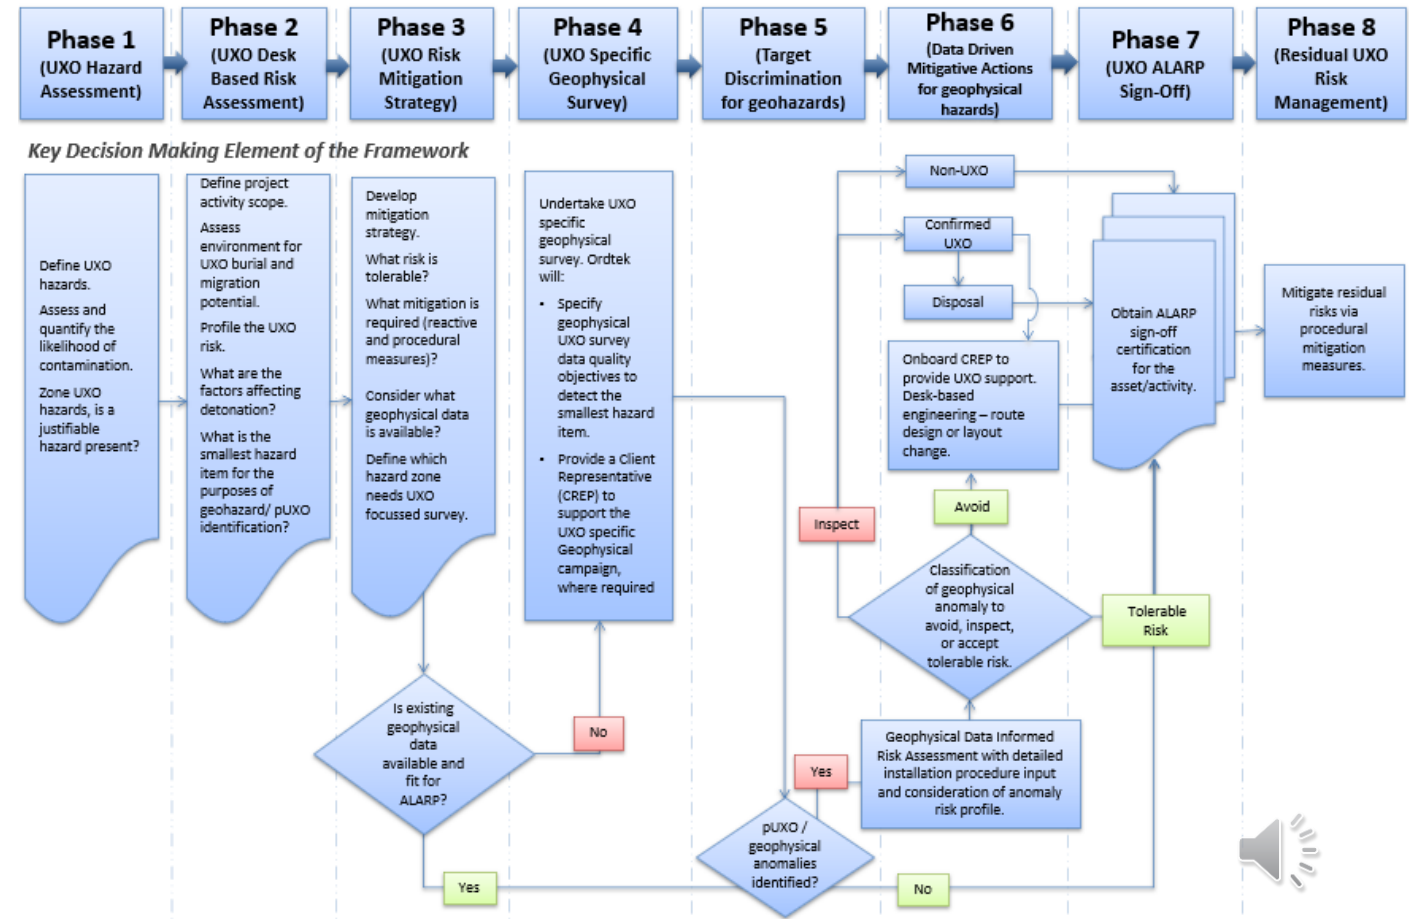 Phase 1
(UXO Hazard
Assessment)
Phase 2
(UXO Desk
Based Risk
Assessment)
Phase 3
(UXO Risk
Mitigation
Strategy)
Phase 4
(UXO Specific
Geophysical
Survey)
Phase 5
(Target
Discrimination
for geohazards)
Phase 6
(Data Driven
Mitigative Actions
for geophysical
hazards)
Phase 7
(UXO ALARP
Sign-Off)
Phase 8
(Residual UXO
Risk
Management)
Key Decision Making Element of the Framework
Define UXO
hazards.
Assess and
quantify the
likelihood of
contamination.
Zone UXO
hazards, is a
justifiable
hazard present?
Define project
activity scope.
Assess
environment for
UXO burial and
migration
potential.
Profile the UXO
risk.
What are the
factors affecting
detonation?
What is the
smallest hazard
item for the
purposes of
geohazard/ pUXO
identification?
Develop
mitigation
strategy.
What risk is
tolerable?
What mitigation is
required (reactive
and procedural
measures)?
Consider what
geophysical data
is available?
Define which
hazard zone
needs UXO
focussed survey.
Is existing
geophysical
data
available and
fit for
ALARP?
Yes
No
Undertake UXO
specific
geophysical
survey. Ordtek
will:
• Specify
geophysical
UXO survey
data quality
objectives to
detect the
smallest hazard
item.
• Provide a Client
Representative
(CREP) to
support the
UXO specific
Geophysical
campaign,
where required
pUXO /
geophysical
anomalies
identified?
Yes
No
Geophysical Data Informed
Risk Assessment with detailed
installation procedure input
and consideration of anomaly
risk profile.
Classification
of geophysical
anomaly to
avoid, inspect,
or accept
tolerable risk.
Inspect
Avoid
Tolerable
Risk
Non-UXO
Confirmed
UXO
Disposal
Onboard CREP to
provide UXO support.
Desk-based
engineering – route
design or layout
change.
Obtain ALARP
sign-off
certification
for the
asset/activity.
Mitigate residual
risks via
procedural
mitigation
measures.